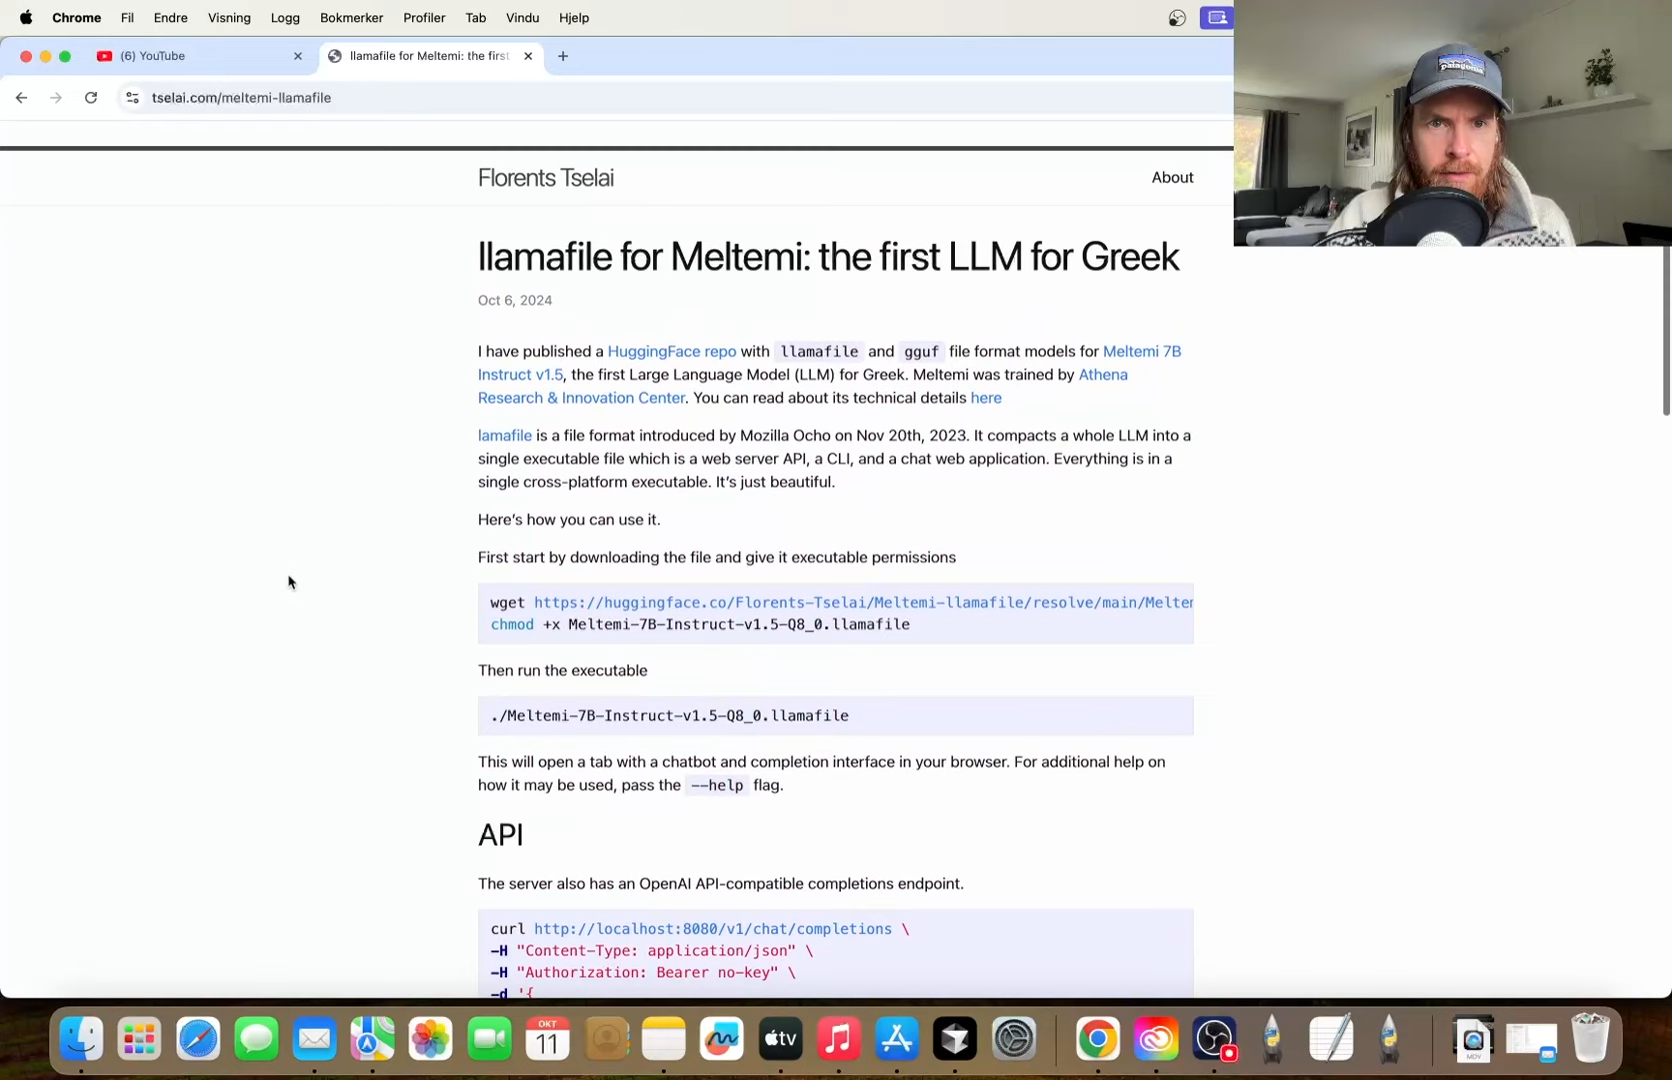 Chrome Fil Endre Visning Logg Bokmerker Profiler Tab Vindu Hjelp
(6) YouTube
llamafile for Meltemi: the first
tselai.com/meltemi-llamafile
patagonia
Florents Tselai
About
llamafile for Meltemi: the first LLM for Greek
Oct 6, 2024
I have published a HuggingFace repo with llamafile and gguf file format models for Meltemi 7B
Instruct v1.5, the first Large Language Model (LLM) for Greek. Meltemi was trained by Athena
Research & Innovation Center. You can read about its technical details here
lamafile is a file format introduced by Mozilla Ocho on Nov 20th, 2023. It compacts a whole LLM into a
single executable file which is a web server API, a CLI, and a chat web application. Everything is in a
single cross-platform executable. It's just beautiful.
Here's how you can use it.
First start by downloading the file and give it executable permissions
wget https://huggingface.co/Florents-Tselai/Meltemi-llamafile/resolve/main/Melte
chmod +x Meltemi-7B-Instruct-v1.5-Q8_0.llamafile
Then run the executable
./Meltemi-7B-Instruct-v1.5-Q8_0.llamafile
This will open a tab with a chatbot and completion interface in your browser. For additional help on
how it may be used, pass the --help flag.
API
The server also has an OpenAI API-compatible completions endpoint.
curl http://localhost:8080/v1/chat/completions \
-H "Content-Type: application/json" \
-H "Authorization: Bearer no-key" \
-d '{
OKT
11
tv
MOV